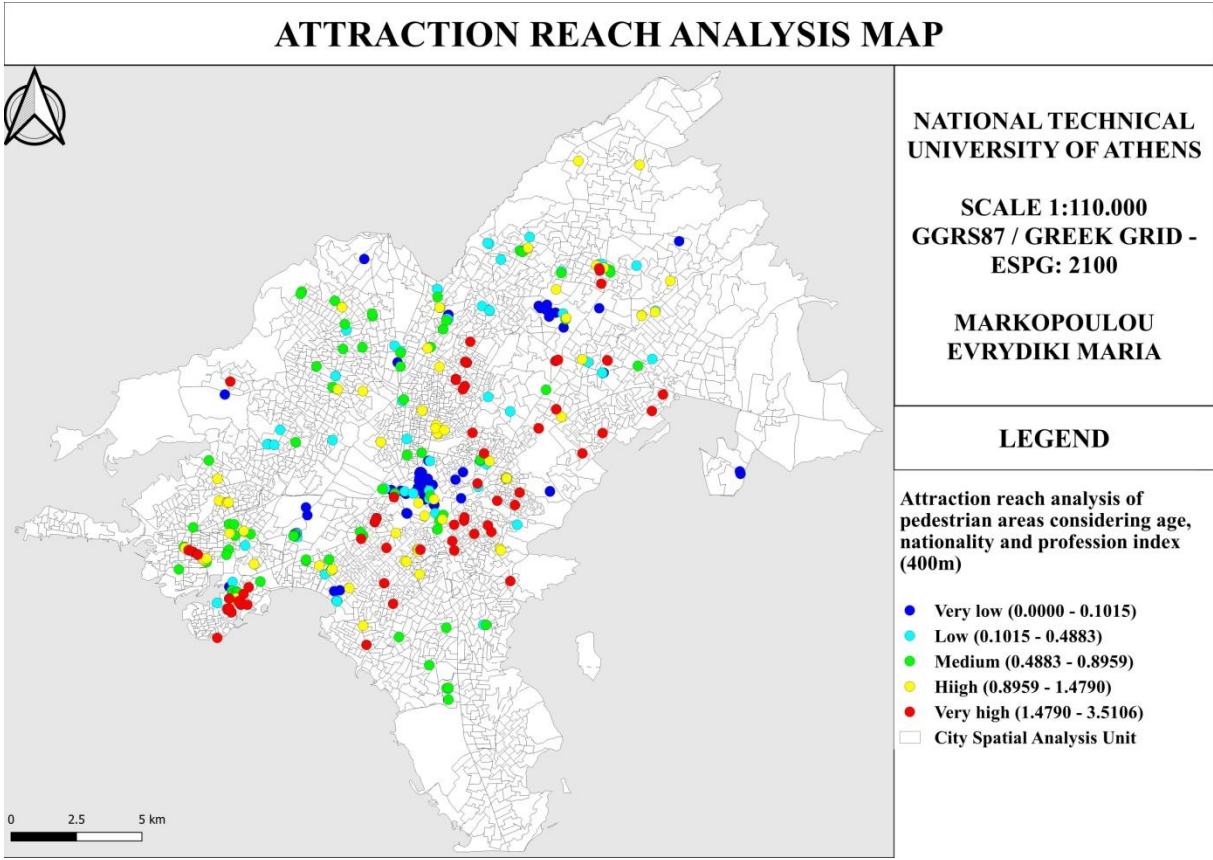 ATTRACTION REACH ANALYSIS MAP
NATIONAL TECHNICAL
UNIVERSITY OF ATHENS
SCALE 1:110.000
GGRS87 / GREEK GRID -
ESPG: 2100
MARKOPOULOU
EVRYDIKI MARIA
LEGEND
Attraction reach analysis of
pedestrian areas considering age,
nationality and profession index
(400m)
Very low (0.0000 - 0.1015)
Low (0.1015 - 0.4883)
Medium (0.4883 - 0.8959)
Hiigh (0.8959 - 1.4790)
Very high (1.4790 - 3.5106)
City Spatial Analysis Unit
0 2.5 5 km